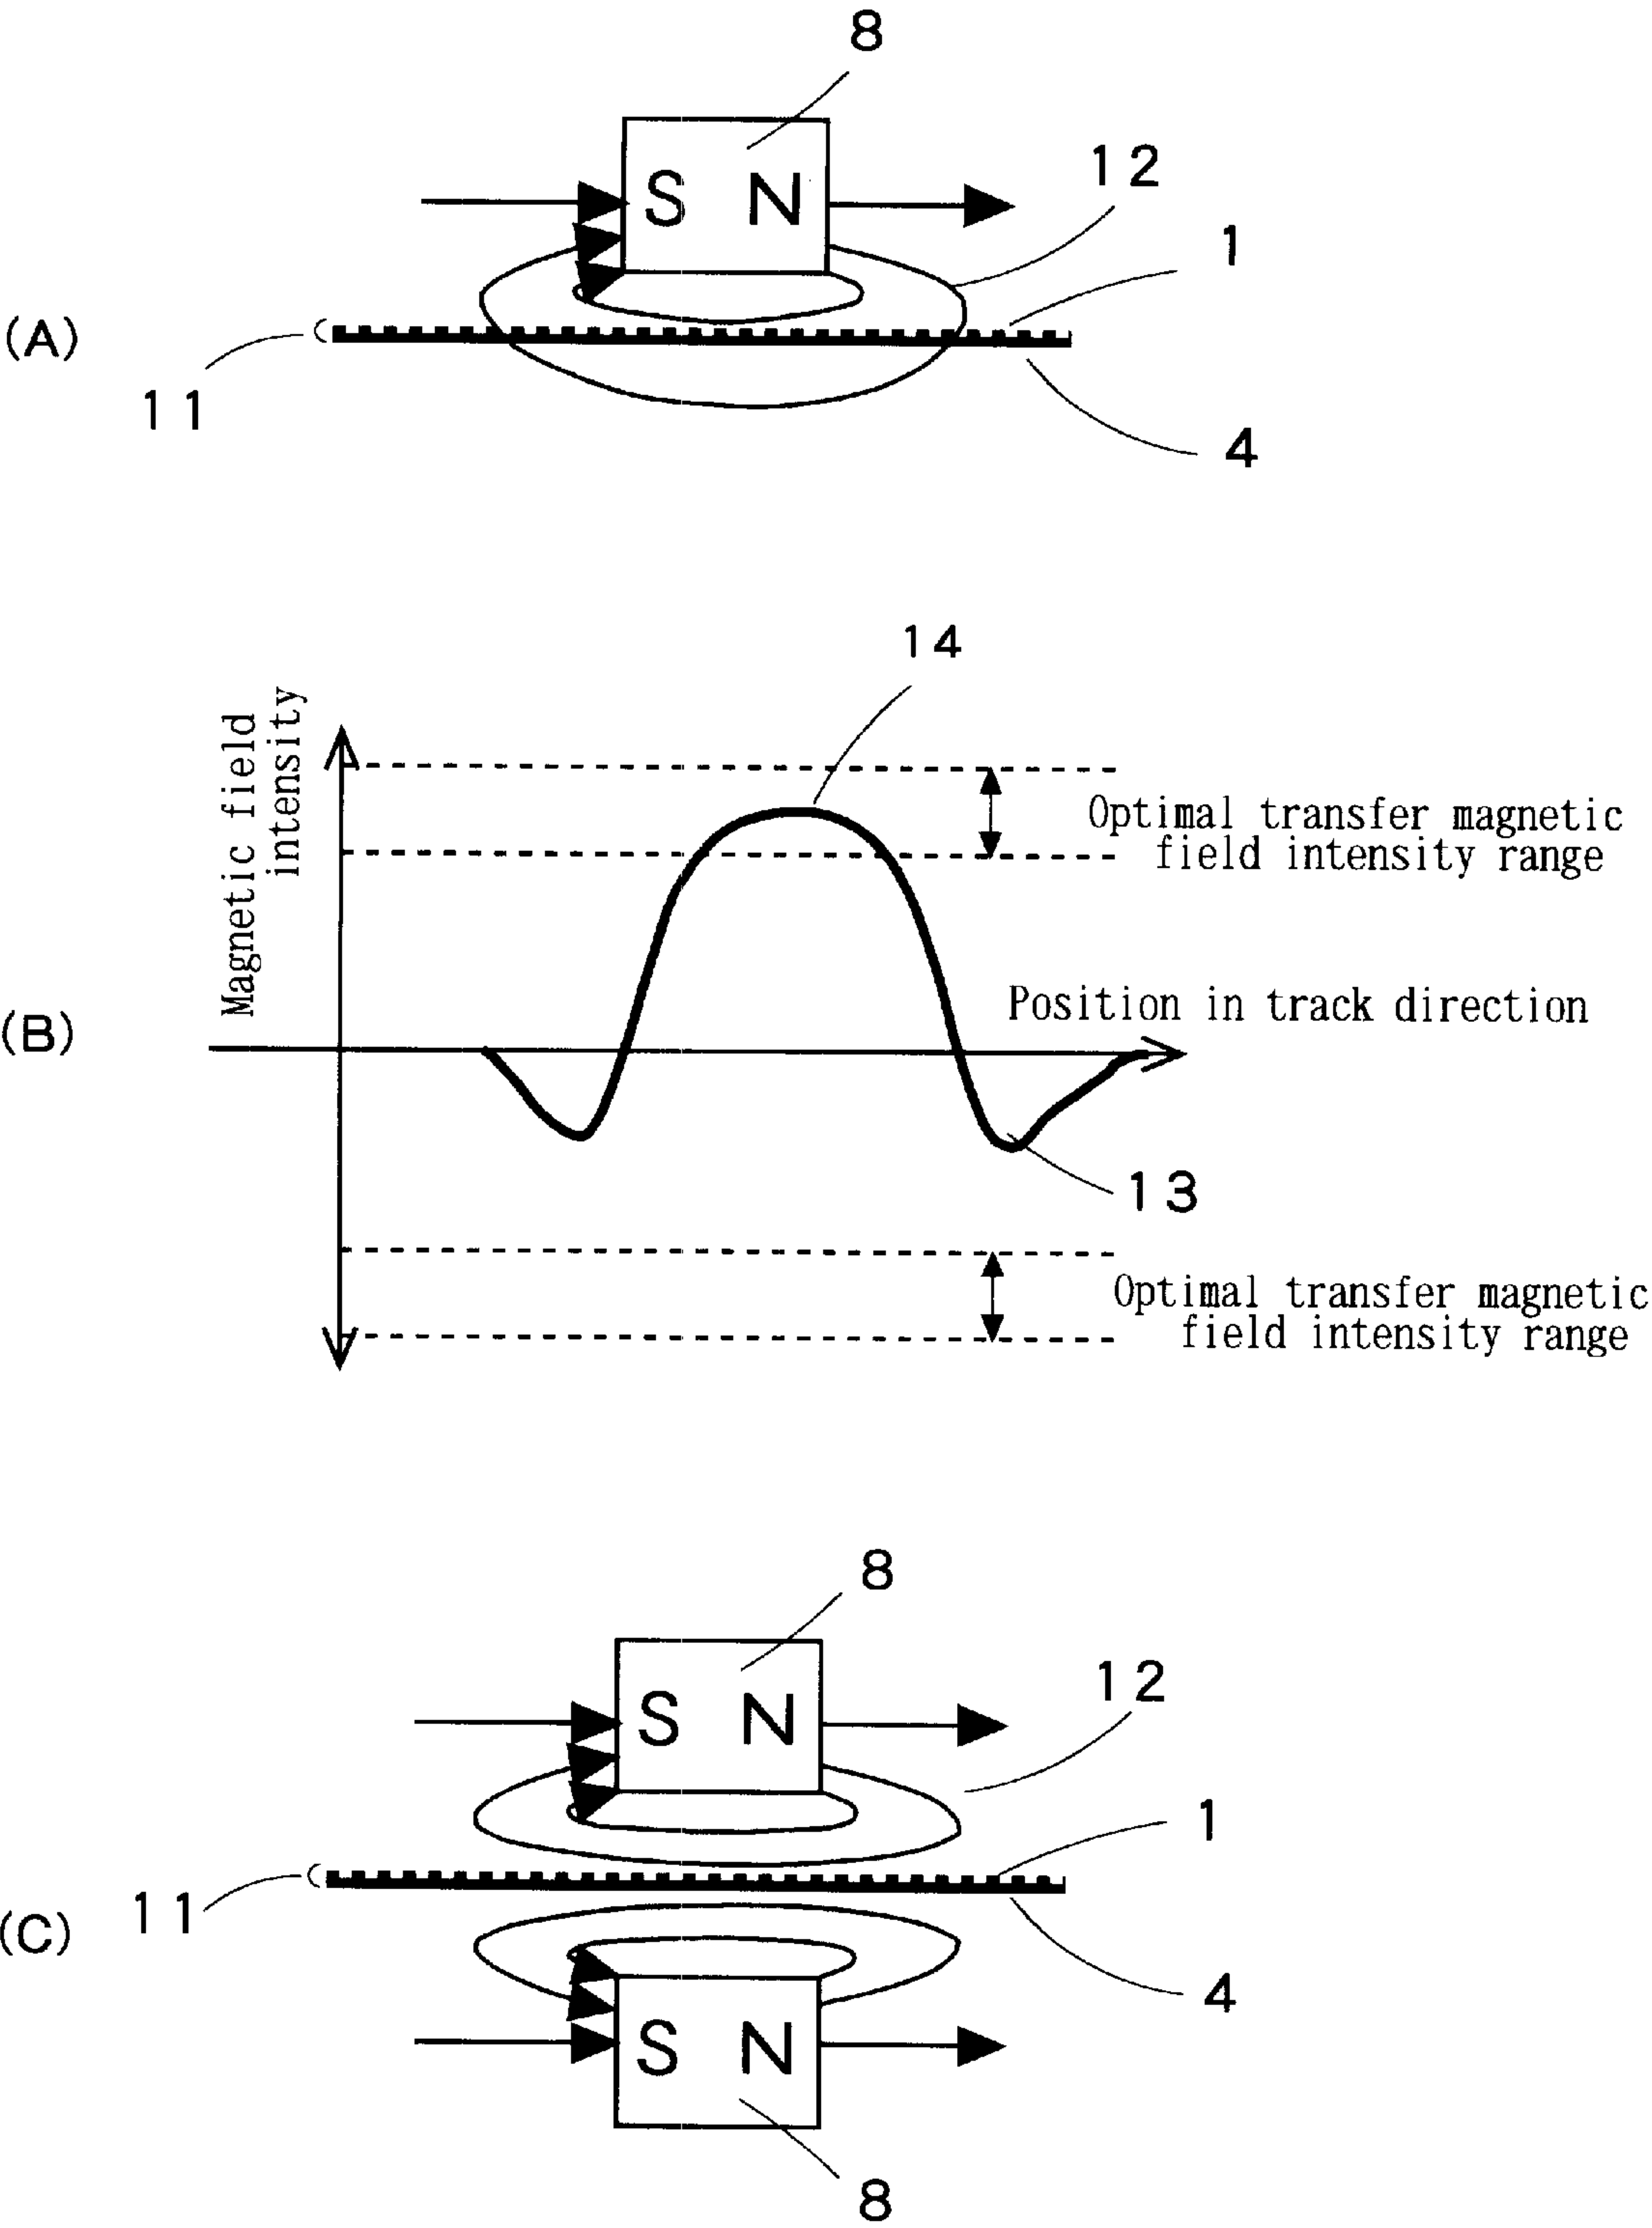 8
S N
12
1
(A)
11
4
14
Magnetic field
intensity
Optimal transfer magnetic
field intensity range
Position in track direction
(B)
13
Optimal transfer magnetic
field intensity range
8
S N
12
1
11
(C)
4
S N
8